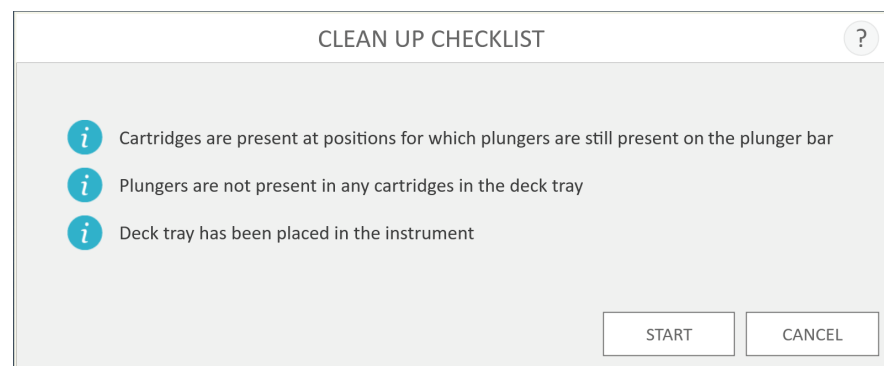 CLEAN UP CHECKLIST
?
i Cartridges are present at positions for which plungers are still present on the plunger bar
i Plungers are not present in any cartridges in the deck tray
i Deck tray has been placed in the instrument
START CANCEL